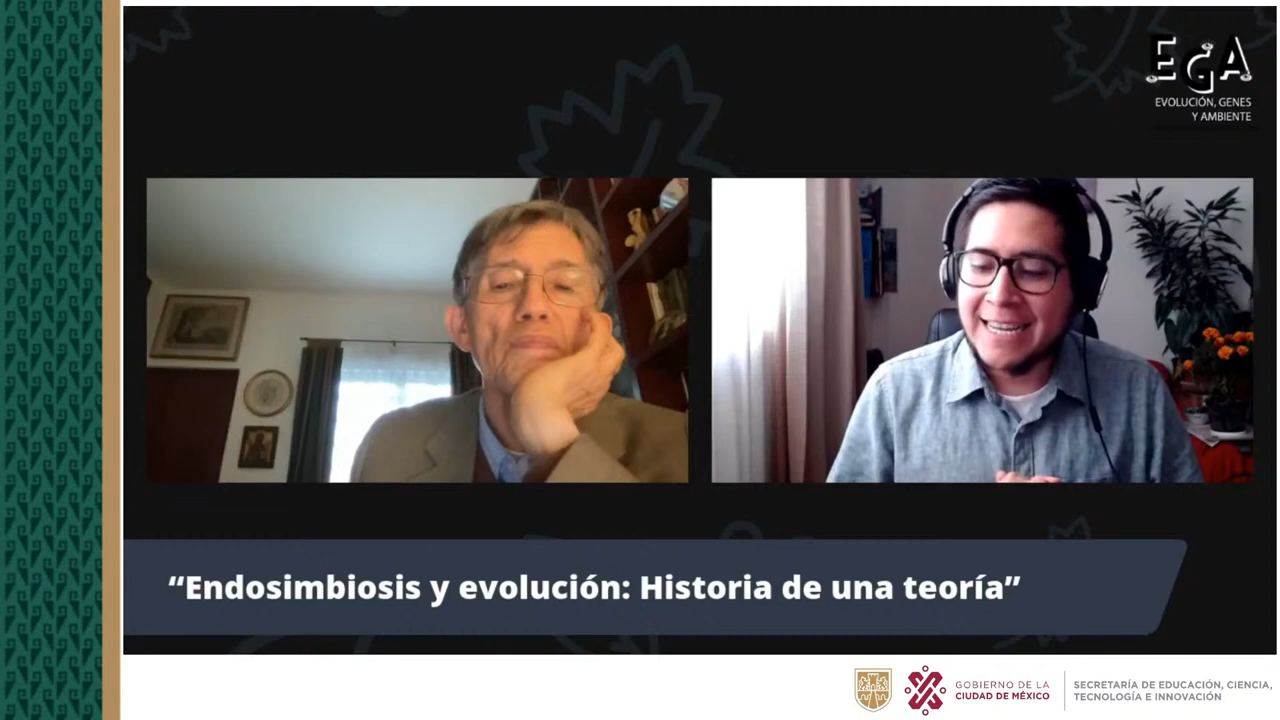 EGA
EVOLUCIÓN, GENES
Y AMBIENTE
“Endosimbiosis y evolución: Historia de una teoría”
GOBIERNO DE LA
CIUDAD DE MÉXICO
SECRETARÍA DE EDUCACIÓN, CIENCIA,
TECNOLOGÍA E INNOVACIÓN